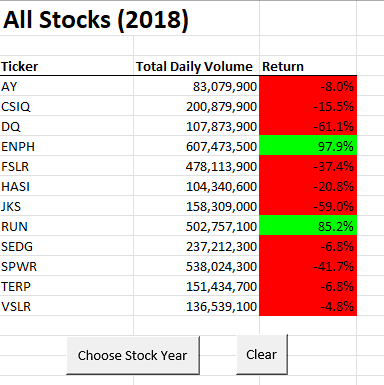 All Stocks (2018)
Ticker Total Daily Volume Return
AY 83,079,900 -8.0%
CSIQ 200,879,900 -15.5%
DQ 107,873,900 -61.1%
ENPH 607,473,500 97.9%
FSLR 478,113,900 -37.4%
HASI 104,340,600 -20.8%
JKS 158,309,000 -59.0%
RUN 502,757,100 85.2%
SEDG 237,212,300 -6.8%
SPWR 538,024,300 -41.7%
TERP 151,434,700 -6.8%
VSLR 136,539,100 -4.8%
Choose Stock Year Clear